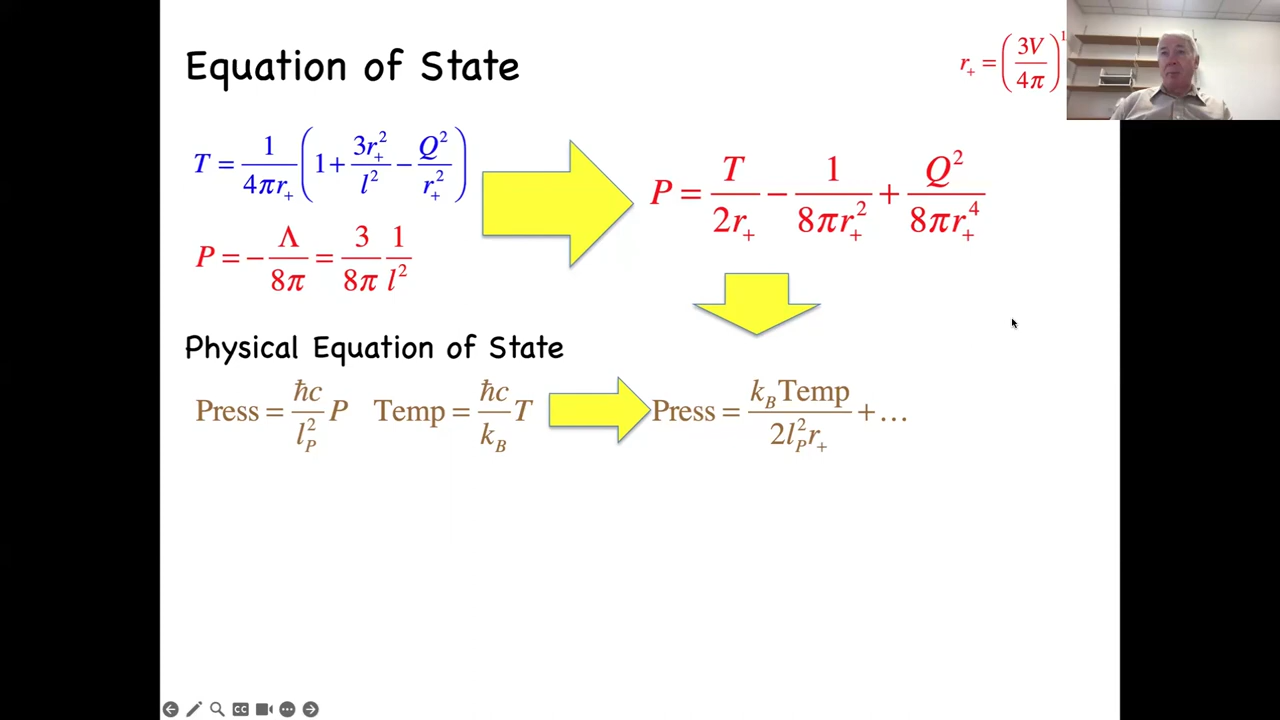 Equation of State
r₊ = (3V/4π)^1
T = 1/(4πr₊) (1 + 3r₊²/l² − Q²/r₊²)
P = T/(2r₊) − 1/(8πr₊²) + Q²/(8πr₊⁴)
P = −Λ/8π = 3/8π 1/l²
Physical Equation of State
Press = ħc/l_P² P Temp = ħc/k_B T Press = k_B Temp/(2l_P² r₊) + …
CC